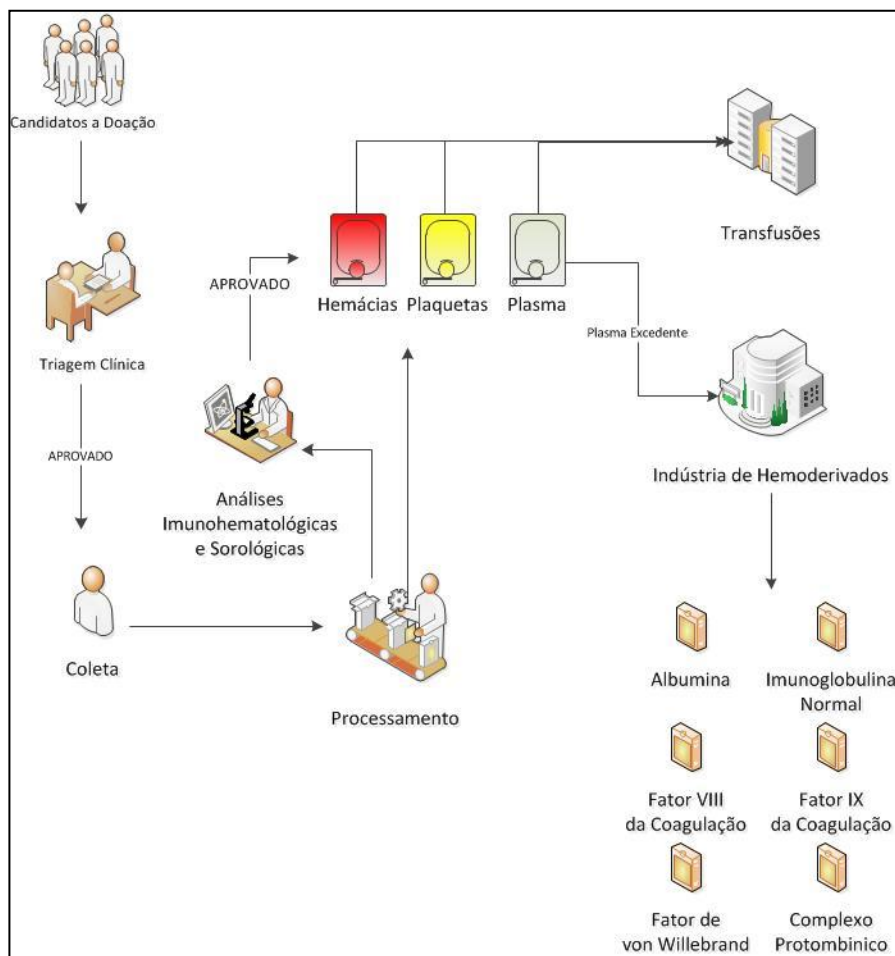 Candidatos a Doação
Triagem Clínica
APROVADO
Coleta
Processamento
Análises
Imunohematológicas
e Sorológicas
APROVADO
Hemácias
Plaquetas
Plasma
Transfusões
Plasma Excedente
Indústria de Hemoderivados
Albumina
Imunoglobulina
Normal
Fator VIII
da Coagulação
Fator IX
da Coagulação
Fator de
von Willebrand
Complexo
Protombinico